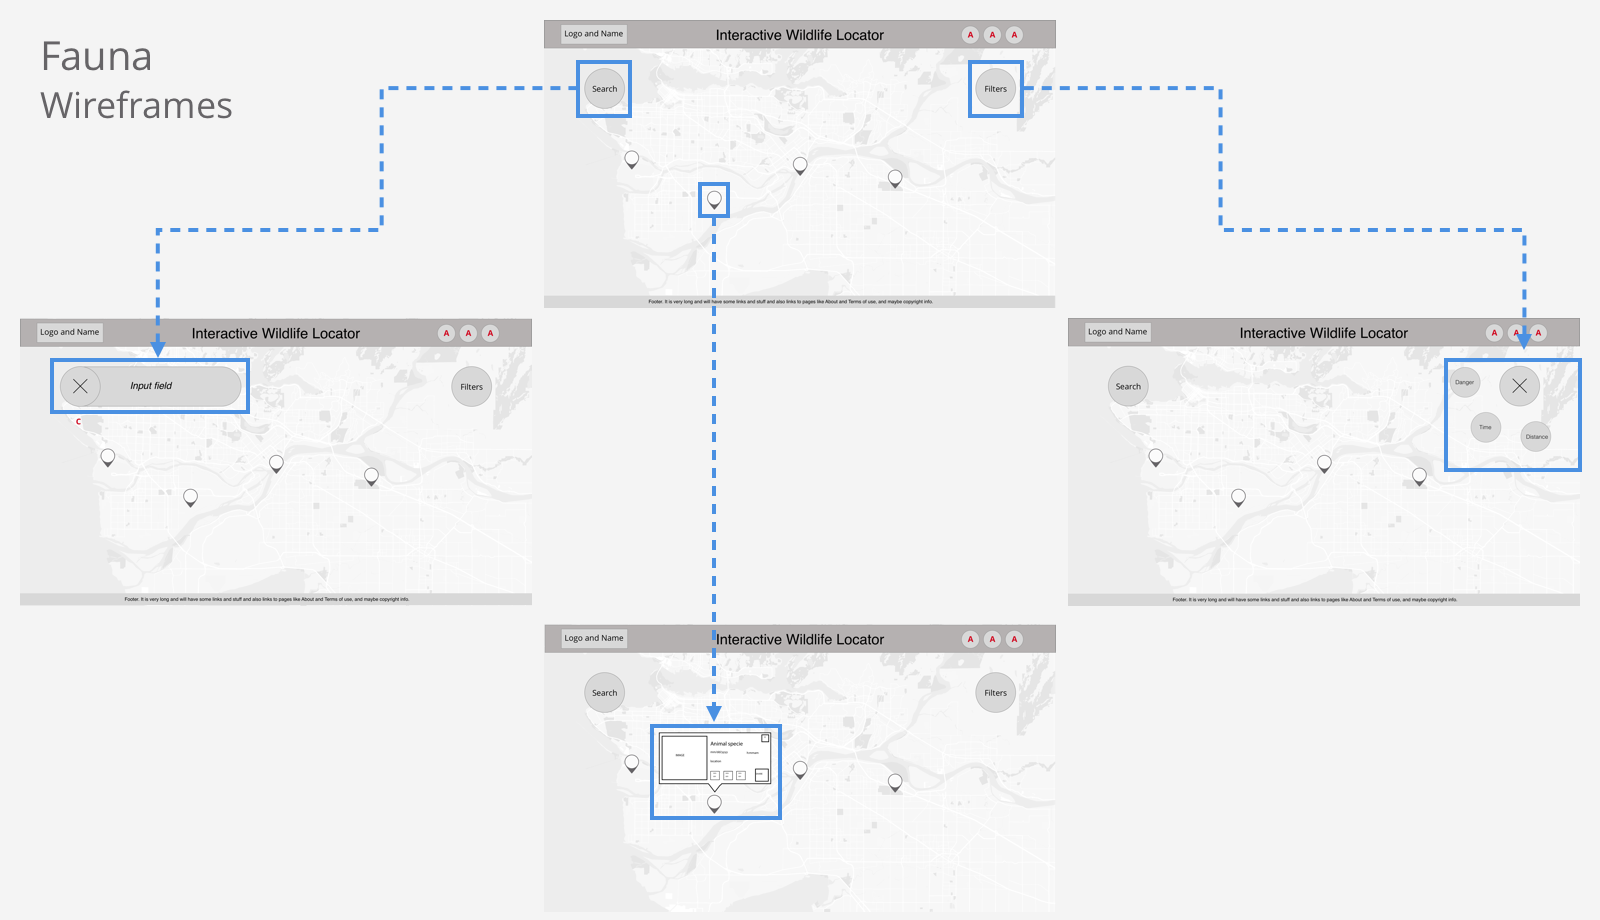 Fauna
Wireframes
Logo and Name
Interactive Wildlife Locator
A A A
Search
Filters
Footer. It is very long and will have some links and stuff and also links to pages like About and Terms of use, and maybe copyright info.
Logo and Name
Interactive Wildlife Locator
A A A
Input field
Filters
C
Footer. It is very long and will have some links and stuff and also links to pages like About and Terms of use, and maybe copyright info.
Logo and Name
Interactive Wildlife Locator
A A A
Search
Danger
Time
Distance
Footer. It is very long and will have some links and stuff and also links to pages like About and Terms of use, and maybe copyright info.
Logo and Name
Interactive Wildlife Locator
A A A
Search
Filters
Animal specie